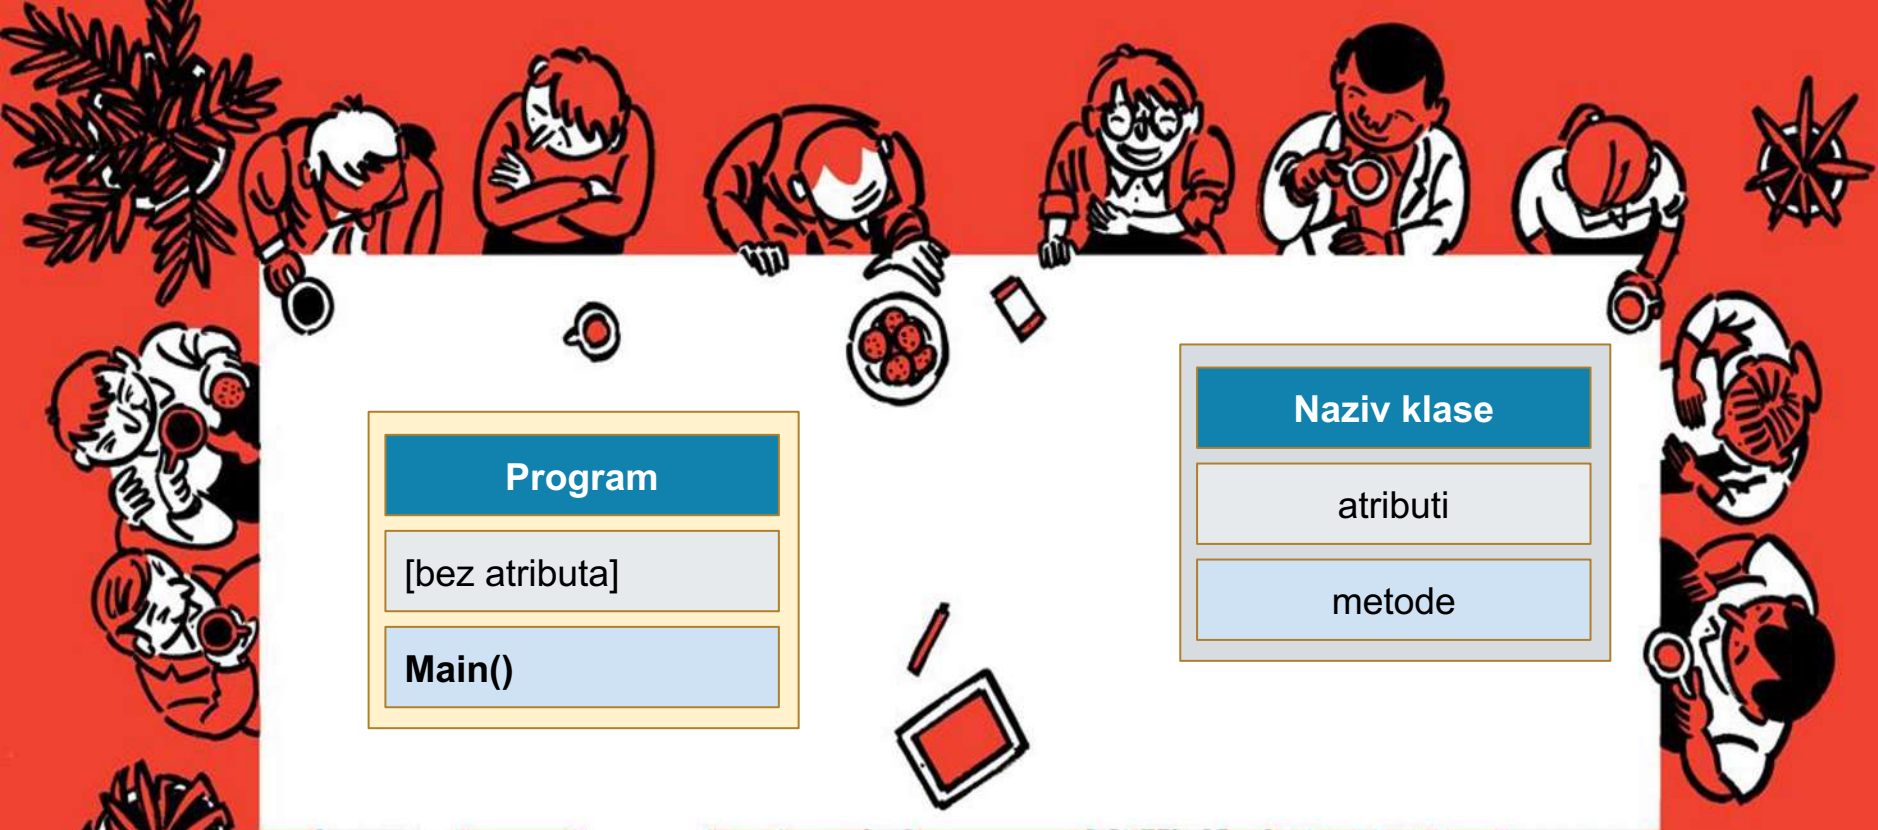 Program
[bez atributa]
Main()
Naziv klase
atributi
metode